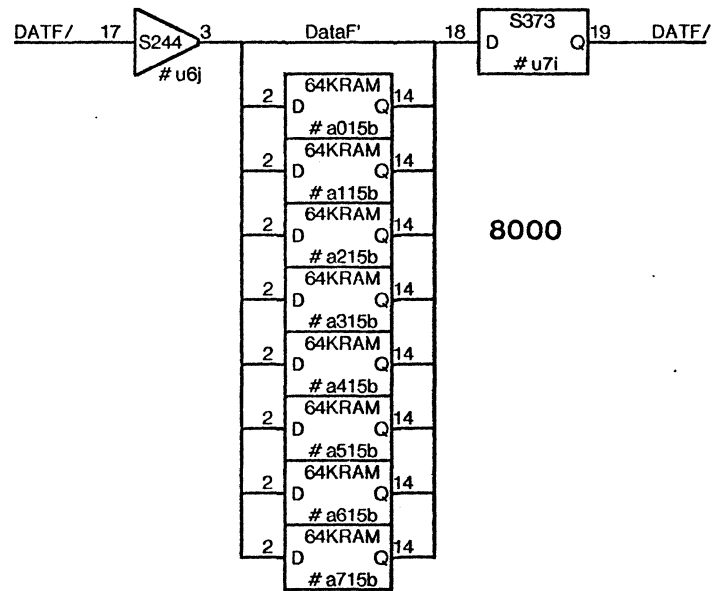 DATF/ 17 S244 3 DataF' 18 S373 19 DATF/
D Q
# u6j # u7i
64KRAM
2 D Q 14
# a015b
64KRAM
2 D Q 14
# a115b
64KRAM
2 D Q 14
# a215b
8000
64KRAM
2 D Q 14
# a315b
64KRAM
2 D Q 14
# a415b
64KRAM
2 D Q 14
# a515b
64KRAM
2 D Q 14
# a615b
64KRAM
2 D Q 14
# a715b